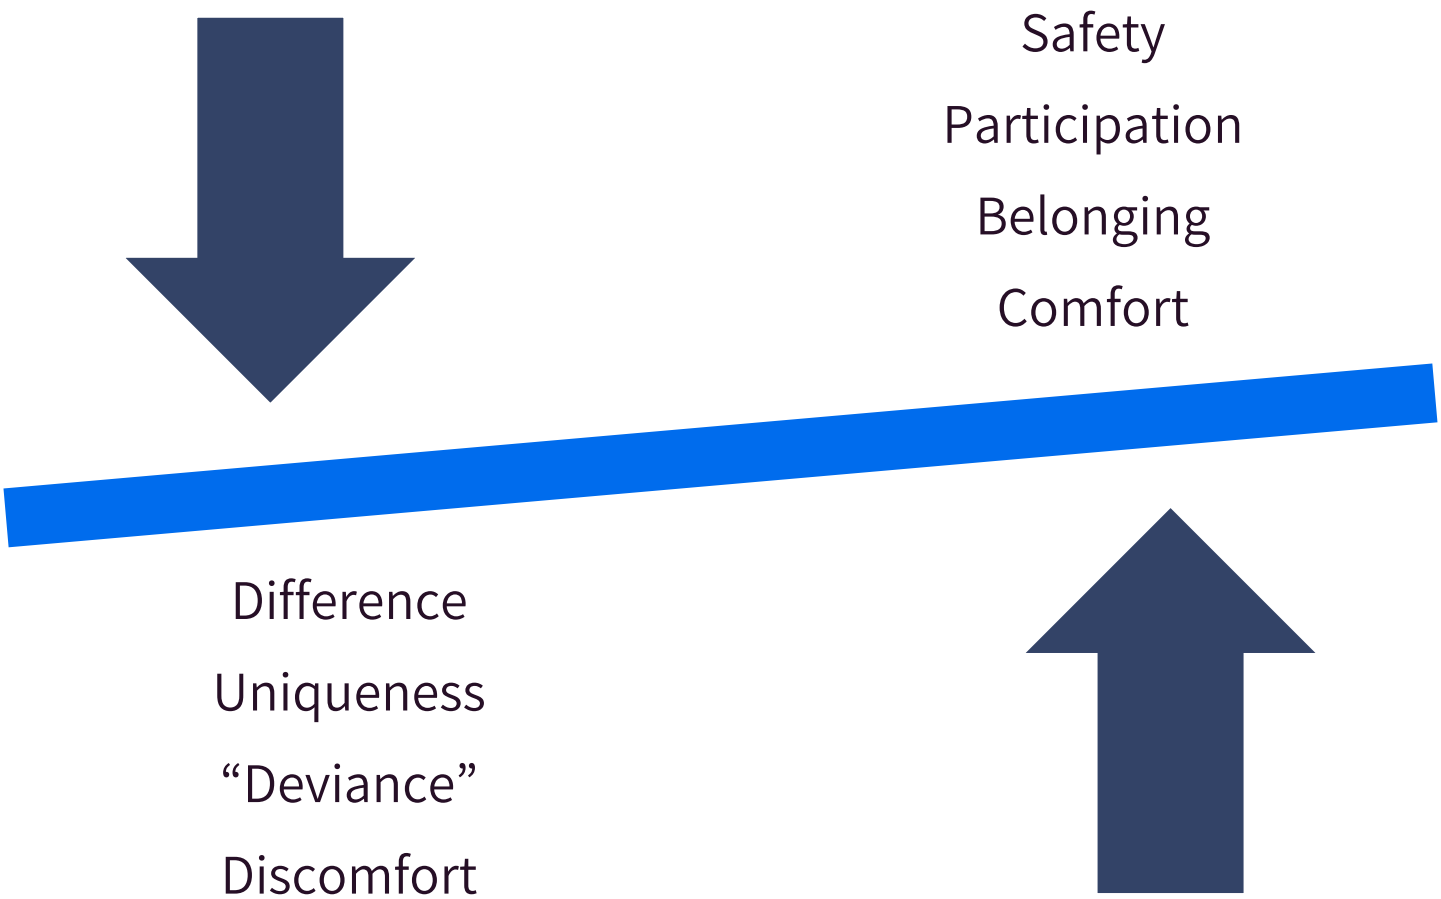 Safety
Participation
Belonging
Comfort
Difference
Uniqueness
“Deviance”
Discomfort